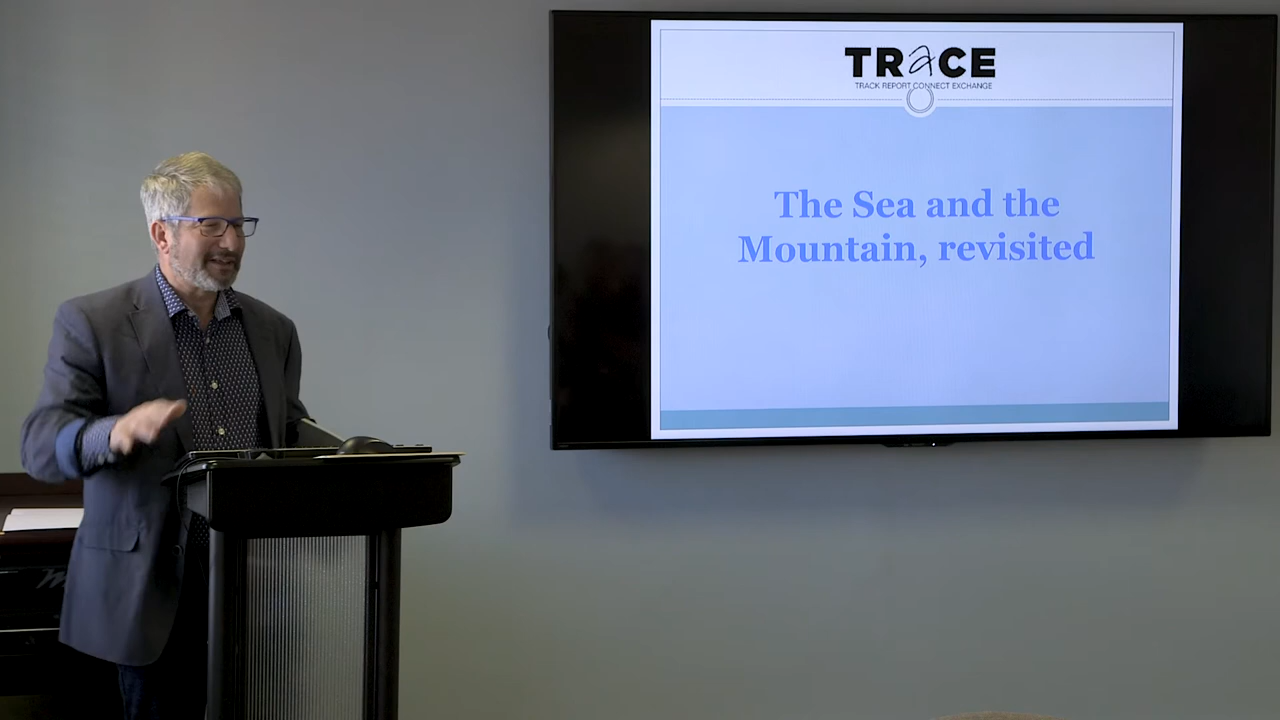 TRaCE
TRACK REPORT CONNECT EXCHANGE
The Sea and the
Mountain, revisited